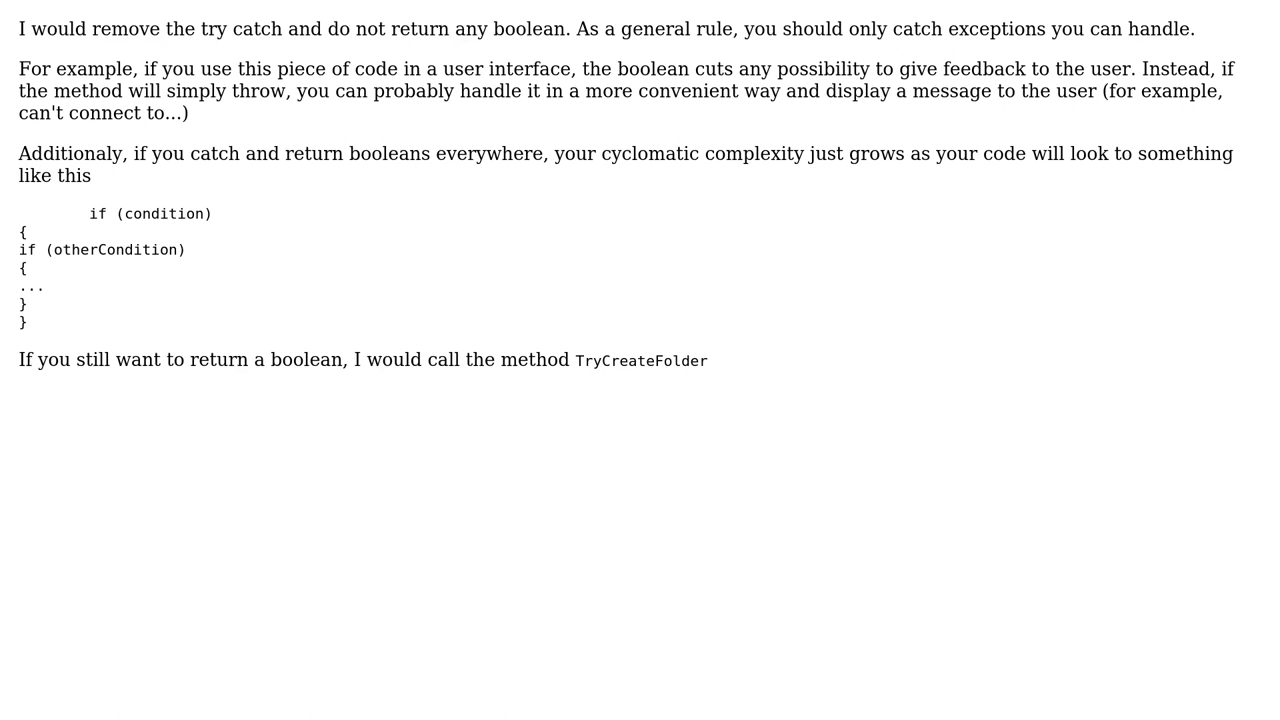 I would remove the try catch and do not return any boolean. As a general rule, you should only catch exceptions you can handle.
For example, if you use this piece of code in a user interface, the boolean cuts any possibility to give feedback to the user. Instead, if
the method will simply throw, you can probably handle it in a more convenient way and display a message to the user (for example,
can't connect to...)
Additionaly, if you catch and return booleans everywhere, your cyclomatic complexity just grows as your code will look to something
like this
        if (condition)
{
if (otherCondition)
{
...
}
}
If you still want to return a boolean, I would call the method TryCreateFolder